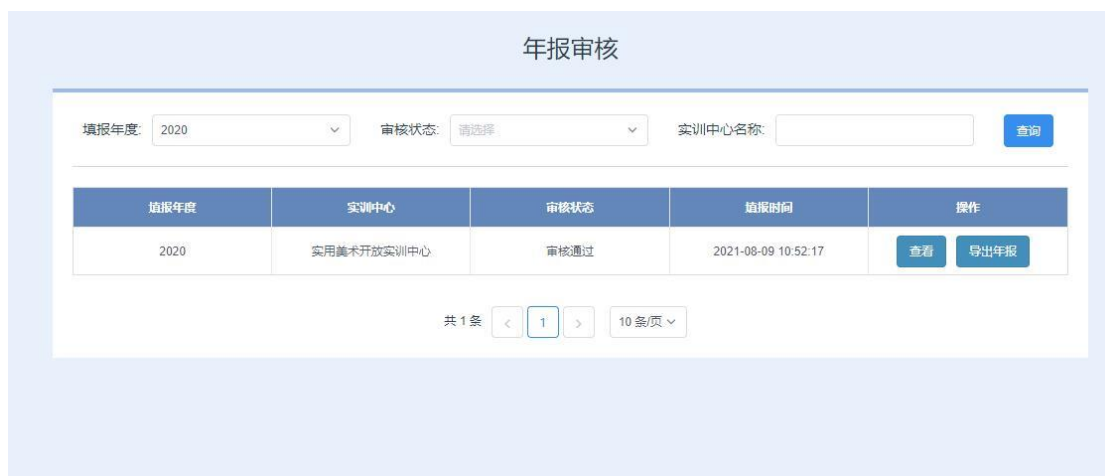 年报审核
填报年度: 2020 审核状态: 请选择 实训中心名称: 查询
填报年度 实训中心 审核状态 填报时间 操作
2020 实用美术开放实训中心 审核通过 2021-08-09 10:52:17 查看 导出年报
共 1 条 < 1 > 10 条/页